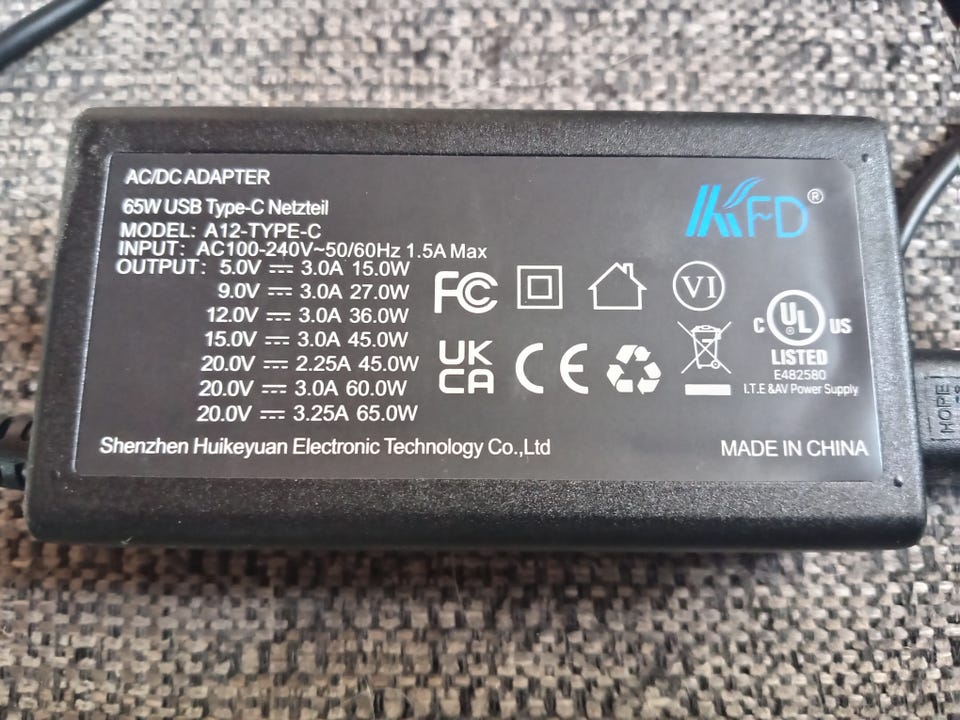 AC/DC ADAPTER
65W USB Type-C Netzteil
MODEL: A12-TYPE-C
INPUT: AC100-240V~50/60Hz 1.5A Max
OUTPUT: 5.0V ⎓ 3.0A 15.0W
9.0V ⎓ 3.0A 27.0W
12.0V ⎓ 3.0A 36.0W
15.0V ⎓ 3.0A 45.0W
20.0V ⎓ 2.25A 45.0W
20.0V ⎓ 3.0A 60.0W
20.0V ⎓ 3.25A 65.0W
KFD®
FC
VI
UK
CA
CE
C UL ® US
LISTED
E482580
I.T.E &AV Power Supply
Shenzhen Huikeyuan Electronic Technology Co.,Ltd
MADE IN CHINA
HOPE